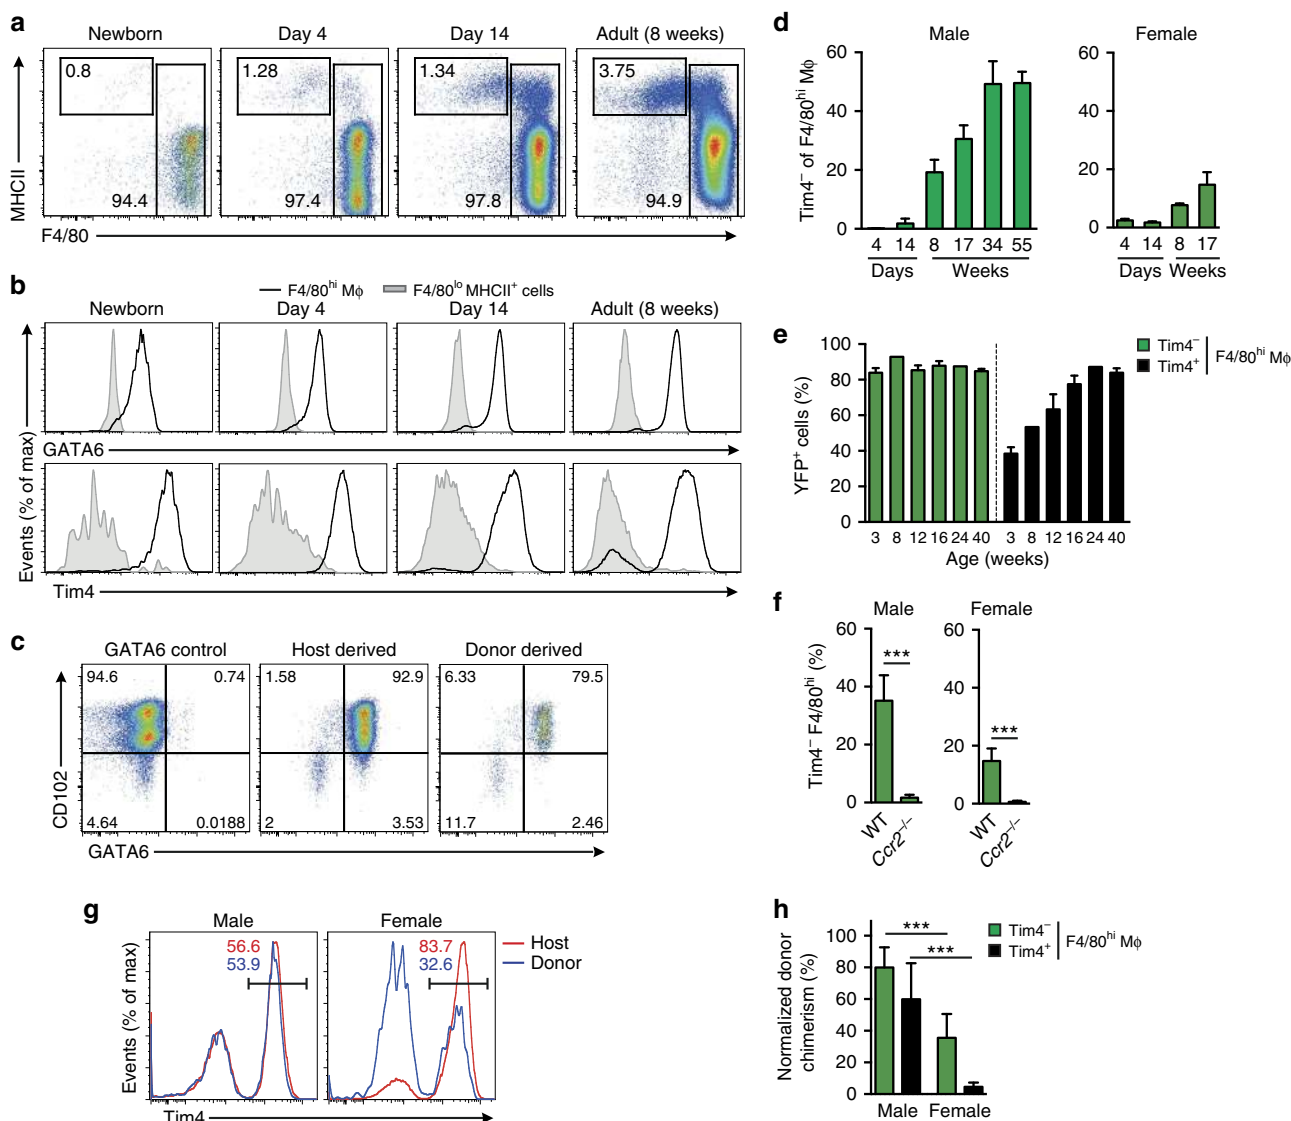 a
Newborn
Day 4
Day 14
Adult (8 weeks)
0.8
1.28
1.34
3.75
94.4
97.4
97.8
94.9
MHCII
F4/80
b
F4/80hi Mϕ
F4/80lo MHCII+ cells
Newborn
Day 4
Day 14
Adult (8 weeks)
GATA6
Events (% of max)
Tim4
c
GATA6 control
Host derived
Donor derived
94.6
0.74
1.58
92.9
6.33
79.5
4.64
0.0188
2
3.53
11.7
2.46
CD102
GATA6
d
Male
Female
Tim4− of F4/80hi Mϕ
60
40
20
0
4 14 8 17 34 55
Days
Weeks
60
40
20
0
4 14 8 17
Days
Weeks
e
Tim4−
Tim4+
F4/80hi Mϕ
YFP+ cells (%)
100
80
60
40
20
0
3 8 12 16 24 40
3 8 12 16 24 40
Age (weeks)
f
Male
Female
Tim4− F4/80hi (%)
60
40
20
0
***
WT
Ccr2−/−
60
40
20
0
***
WT
Ccr2−/−
g
Male
Female
56.6
53.9
83.7
32.6
Host
Donor
Events (% of max)
Tim4
h
Tim4−
Tim4+
F4/80hi Mϕ
Normalized donor
chimerism (%)
100
80
60
40
20
0
***
***
Male
Female